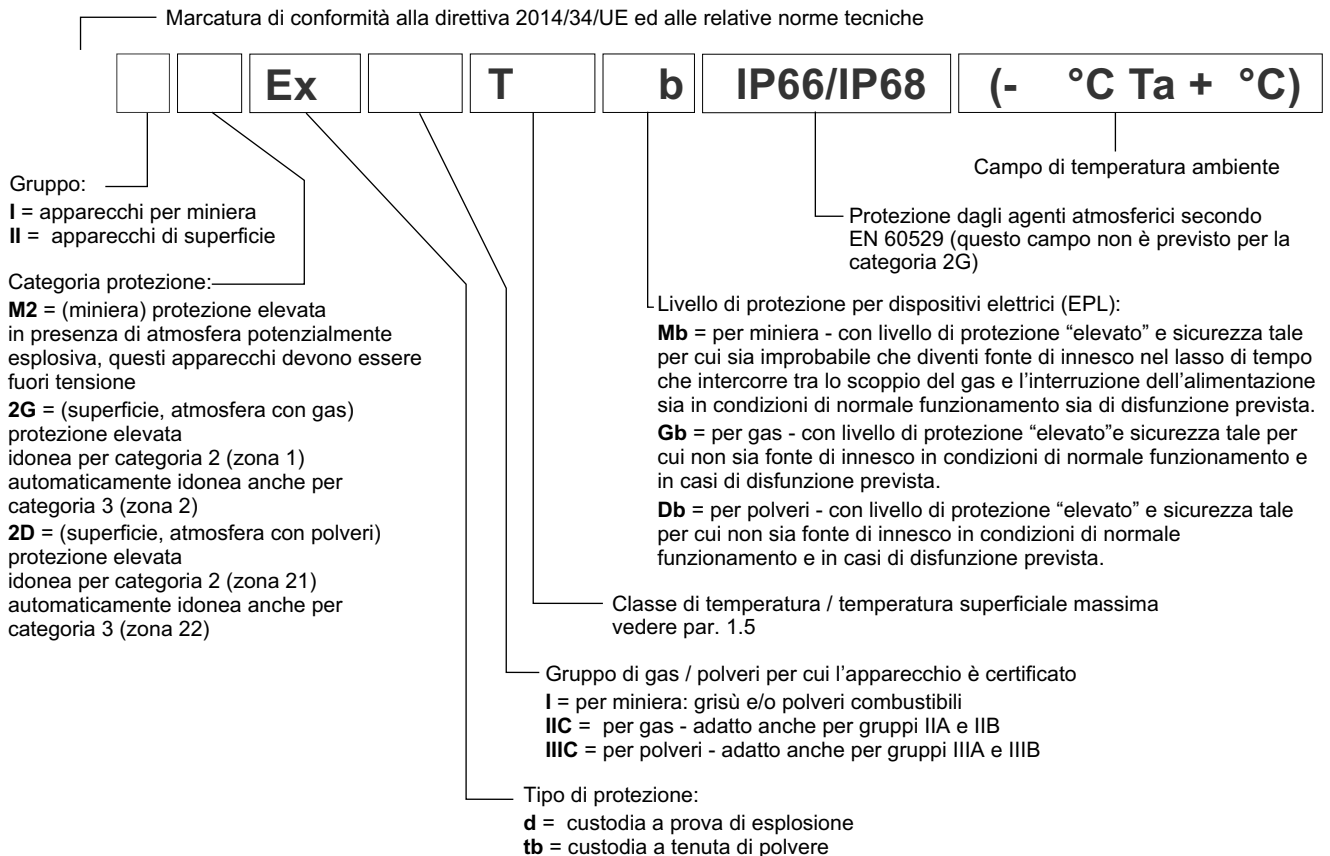 Marcatura di conformità alla direttiva 2014/34/UE ed alle relative norme tecniche
Ex T b IP66/IP68 (- °C Ta + °C)
Gruppo:
I = apparecchi per miniera
II = apparecchi di superficie
Categoria protezione:
M2 = (miniera) protezione elevata
in presenza di atmosfera potenzialmente
esplosiva, questi apparecchi devono essere
fuori tensione
2G = (superficie, atmosfera con gas)
protezione elevata
idonea per categoria 2 (zona 1)
automaticamente idonea anche per
categoria 3 (zona 2)
2D = (superficie, atmosfera con polveri)
protezione elevata
idonea per categoria 2 (zona 21)
automaticamente idonea anche per
categoria 3 (zona 22)
Campo di temperatura ambiente
Protezione dagli agenti atmosferici secondo
EN 60529 (questo campo non è previsto per la
categoria 2G)
Livello di protezione per dispositivi elettrici (EPL):
Mb = per miniera - con livello di protezione “elevato” e sicurezza tale
per cui sia improbabile che diventi fonte di innesco nel lasso di tempo
che intercorre tra lo scoppio del gas e l’interruzione dell’alimentazione
sia in condizioni di normale funzionamento sia di disfunzione prevista.
Gb = per gas - con livello di protezione “elevato”e sicurezza tale per
cui non sia fonte di innesco in condizioni di normale funzionamento e
in casi di disfunzione prevista.
Db = per polveri - con livello di protezione “elevato” e sicurezza tale
per cui non sia fonte di innesco in condizioni di normale
funzionamento e in casi di disfunzione prevista.
Classe di temperatura / temperatura superficiale massima
vedere par. 1.5
Gruppo di gas / polveri per cui l’apparecchio è certificato
I = per miniera: grisù e/o polveri combustibili
IIC = per gas - adatto anche per gruppi IIA e IIB
IIIC = per polveri - adatto anche per gruppi IIIA e IIIB
Tipo di protezione:
d = custodia a prova di esplosione
tb = custodia a tenuta di polvere